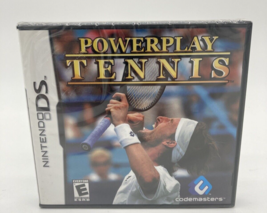 POWERPLAY
TENNIS
NINTENDO DS
E
codemasters